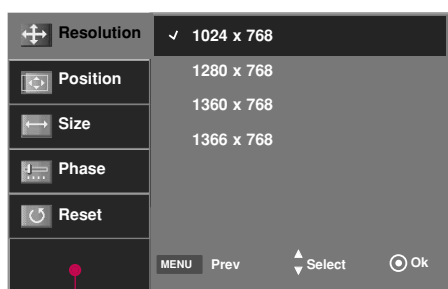 Resolution
✓ 1024 x 768
1280 x 768
1360 x 768
1366 x 768
Position
Size
Phase
Reset
MENU Prev Select Ok